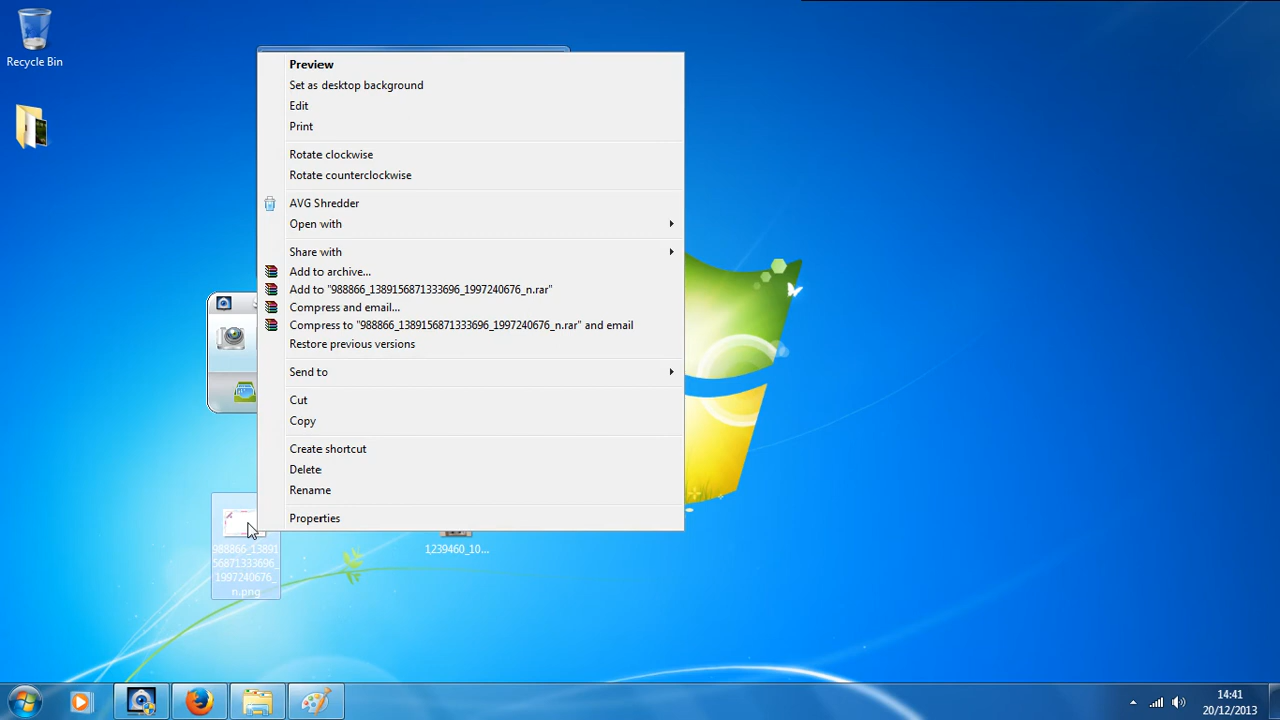 Recycle Bin
Preview
Set as desktop background
Edit
Print
Rotate clockwise
Rotate counterclockwise
AVG Shredder
Open with
Share with
Add to archive...
Add to "988866_1389156871333696_1997240676_n.rar"
Compress and email...
Compress to "988866_1389156871333696_1997240676_n.rar" and email
Restore previous versions
Send to
Cut
Copy
Create shortcut
Delete
Rename
Properties
988866_13891
56871333696_
1997240676_
n.png
1239460_10...
14:41
20/12/2013